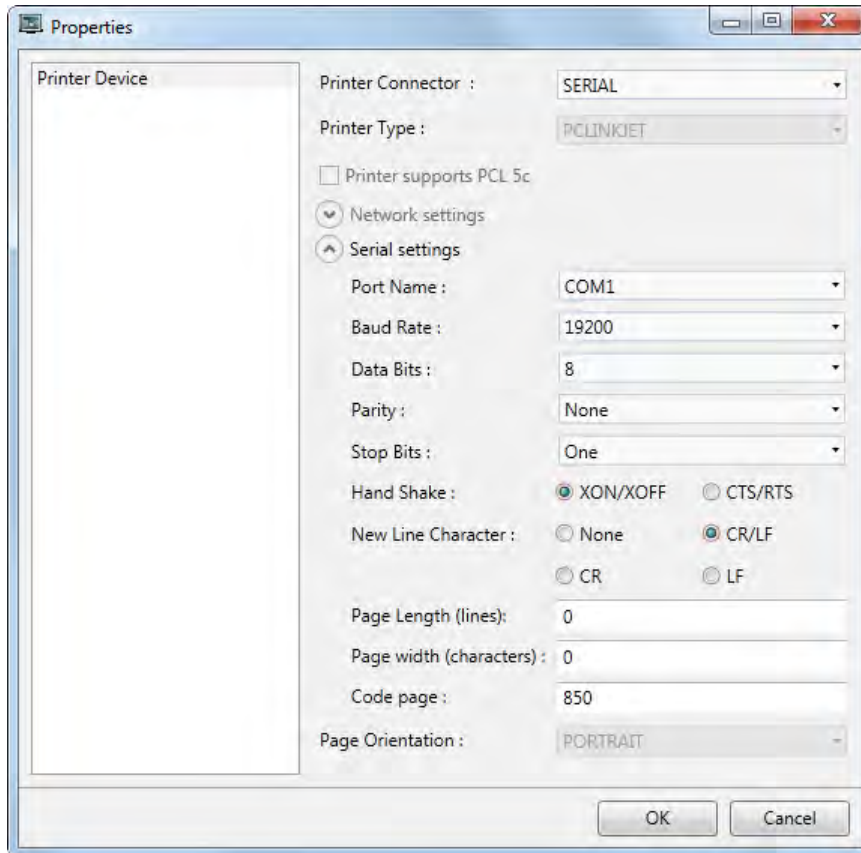 Properties
Printer Device
Printer Connector : SERIAL
Printer Type : PCLINKJET
Printer supports PCL 5c
Network settings
Serial settings
Port Name : COM1
Baud Rate : 19200
Data Bits : 8
Parity : None
Stop Bits : One
Hand Shake : XON/XOFF CTS/RTS
New Line Character : None CR/LF
CR LF
Page Length (lines): 0
Page width (characters) : 0
Code page : 850
Page Orientation : PORTRAIT
OK Cancel